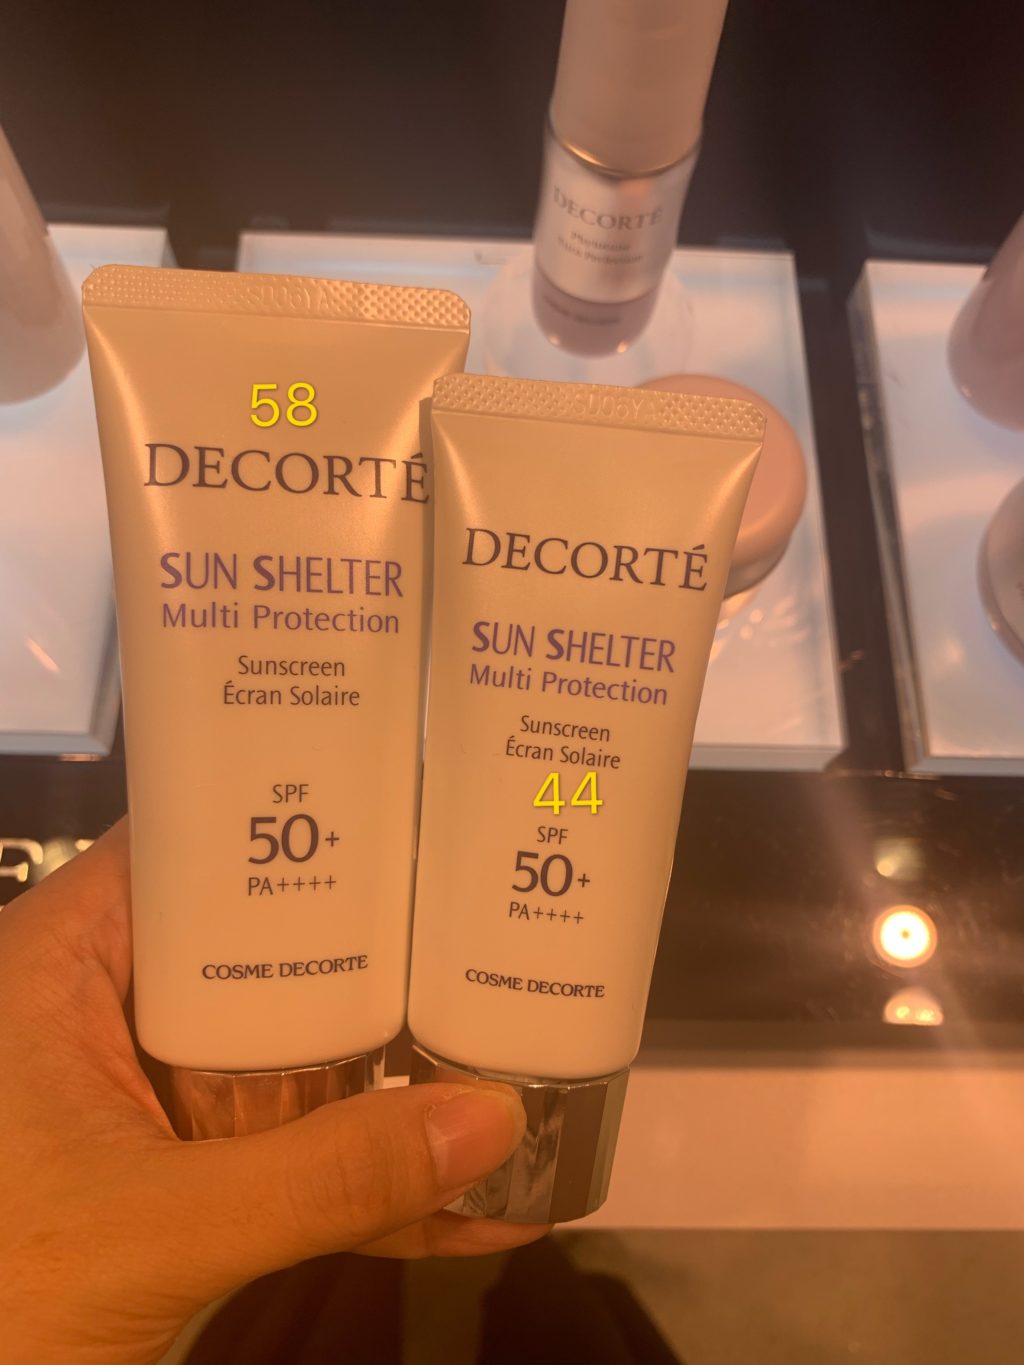 DECORTÉ
58
DECORTÉ
SUN SHELTER
Multi Protection
Sunscreen
Écran Solaire
SPF
50+
PA++++
COSME DECORTE
DECORTÉ
SUN SHELTER
Multi Protection
Sunscreen
Écran Solaire
44
SPF
50+
PA++++
COSME DECORTE